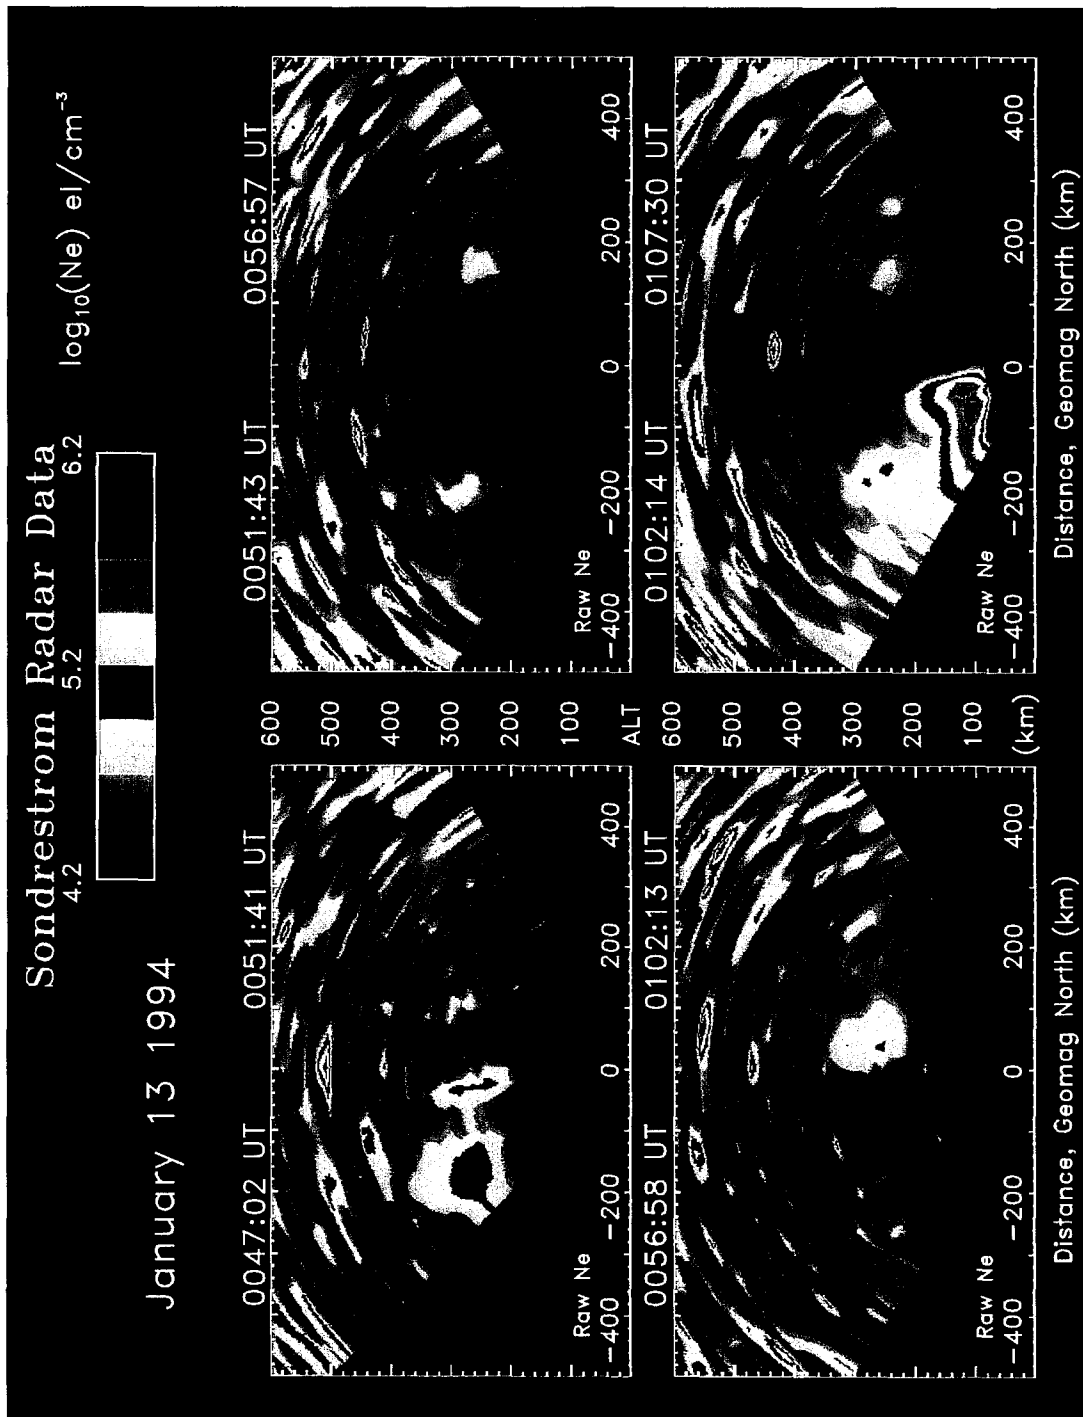 Sondrestrom Radar Data
January 13 1994
4.2 5.2 6.2
log10(Ne) el/cm⁻³
0047:02 UT 0051:41 UT
0051:43 UT 0056:57 UT
600
500
400
300
200
100
ALT
Raw Ne
−400 −200 0 200 400
Raw Ne
−400 −200 0 200 400
0056:58 UT 0102:13 UT
0102:14 UT 0107:30 UT
600
500
400
300
200
100
(km)
Raw Ne
−400 −200 0 200 400
Raw Ne
−400 −200 0 200 400
Distance, Geomag North (km)
Distance, Geomag North (km)